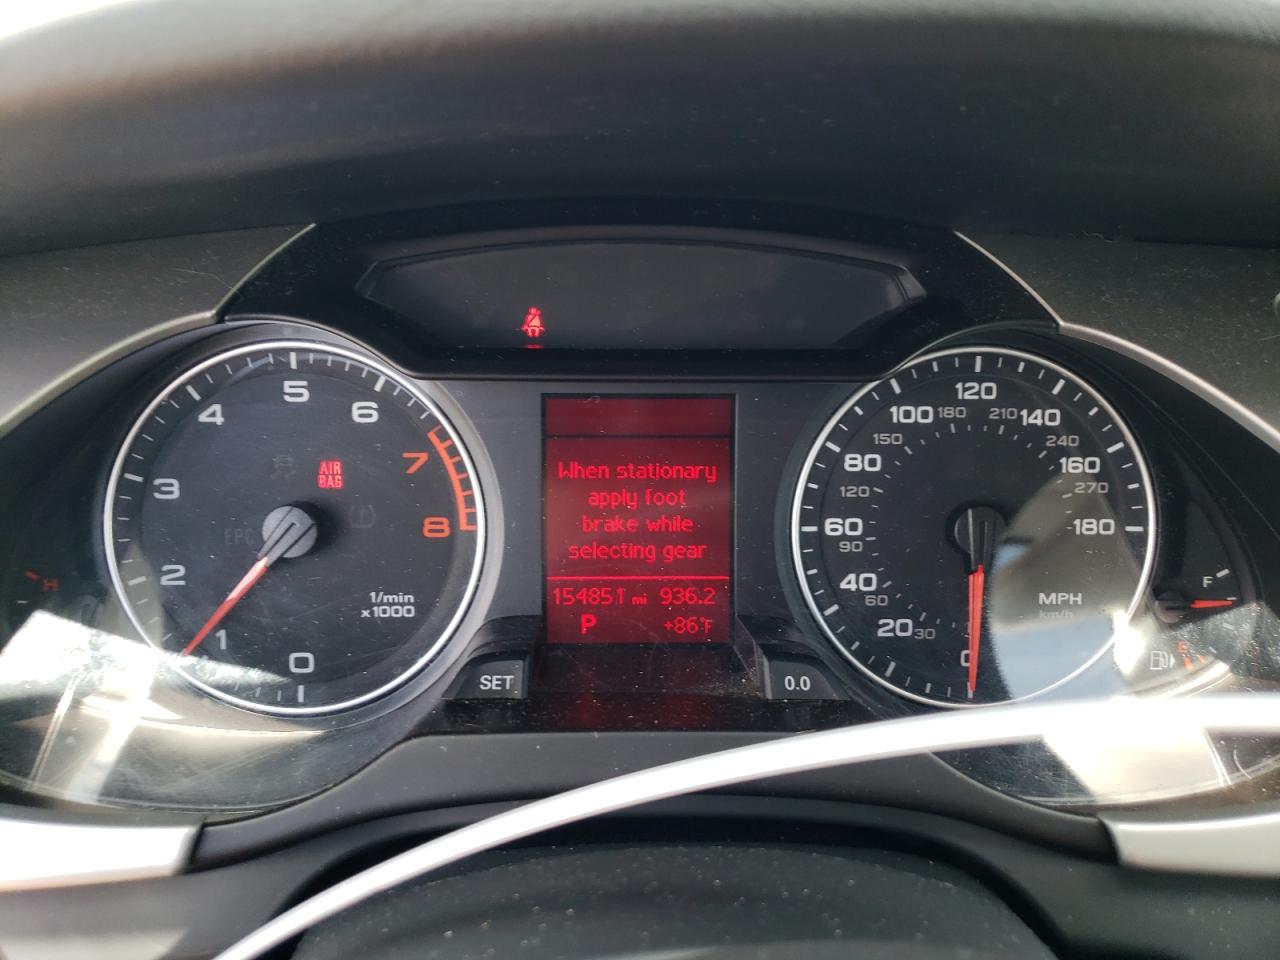 5
4
6
3
7
AIR
BAG
EPC
8
2
1/min
x1000
1
0
H
When stationary
apply foot
brake while
selecting gear
154851 mi 936.2
P +86°F
SET
0.0
120
100 180 210 140
150 240
80 160
120 270
60 180
90
40
60 MPH
km/h
20 30
0
F